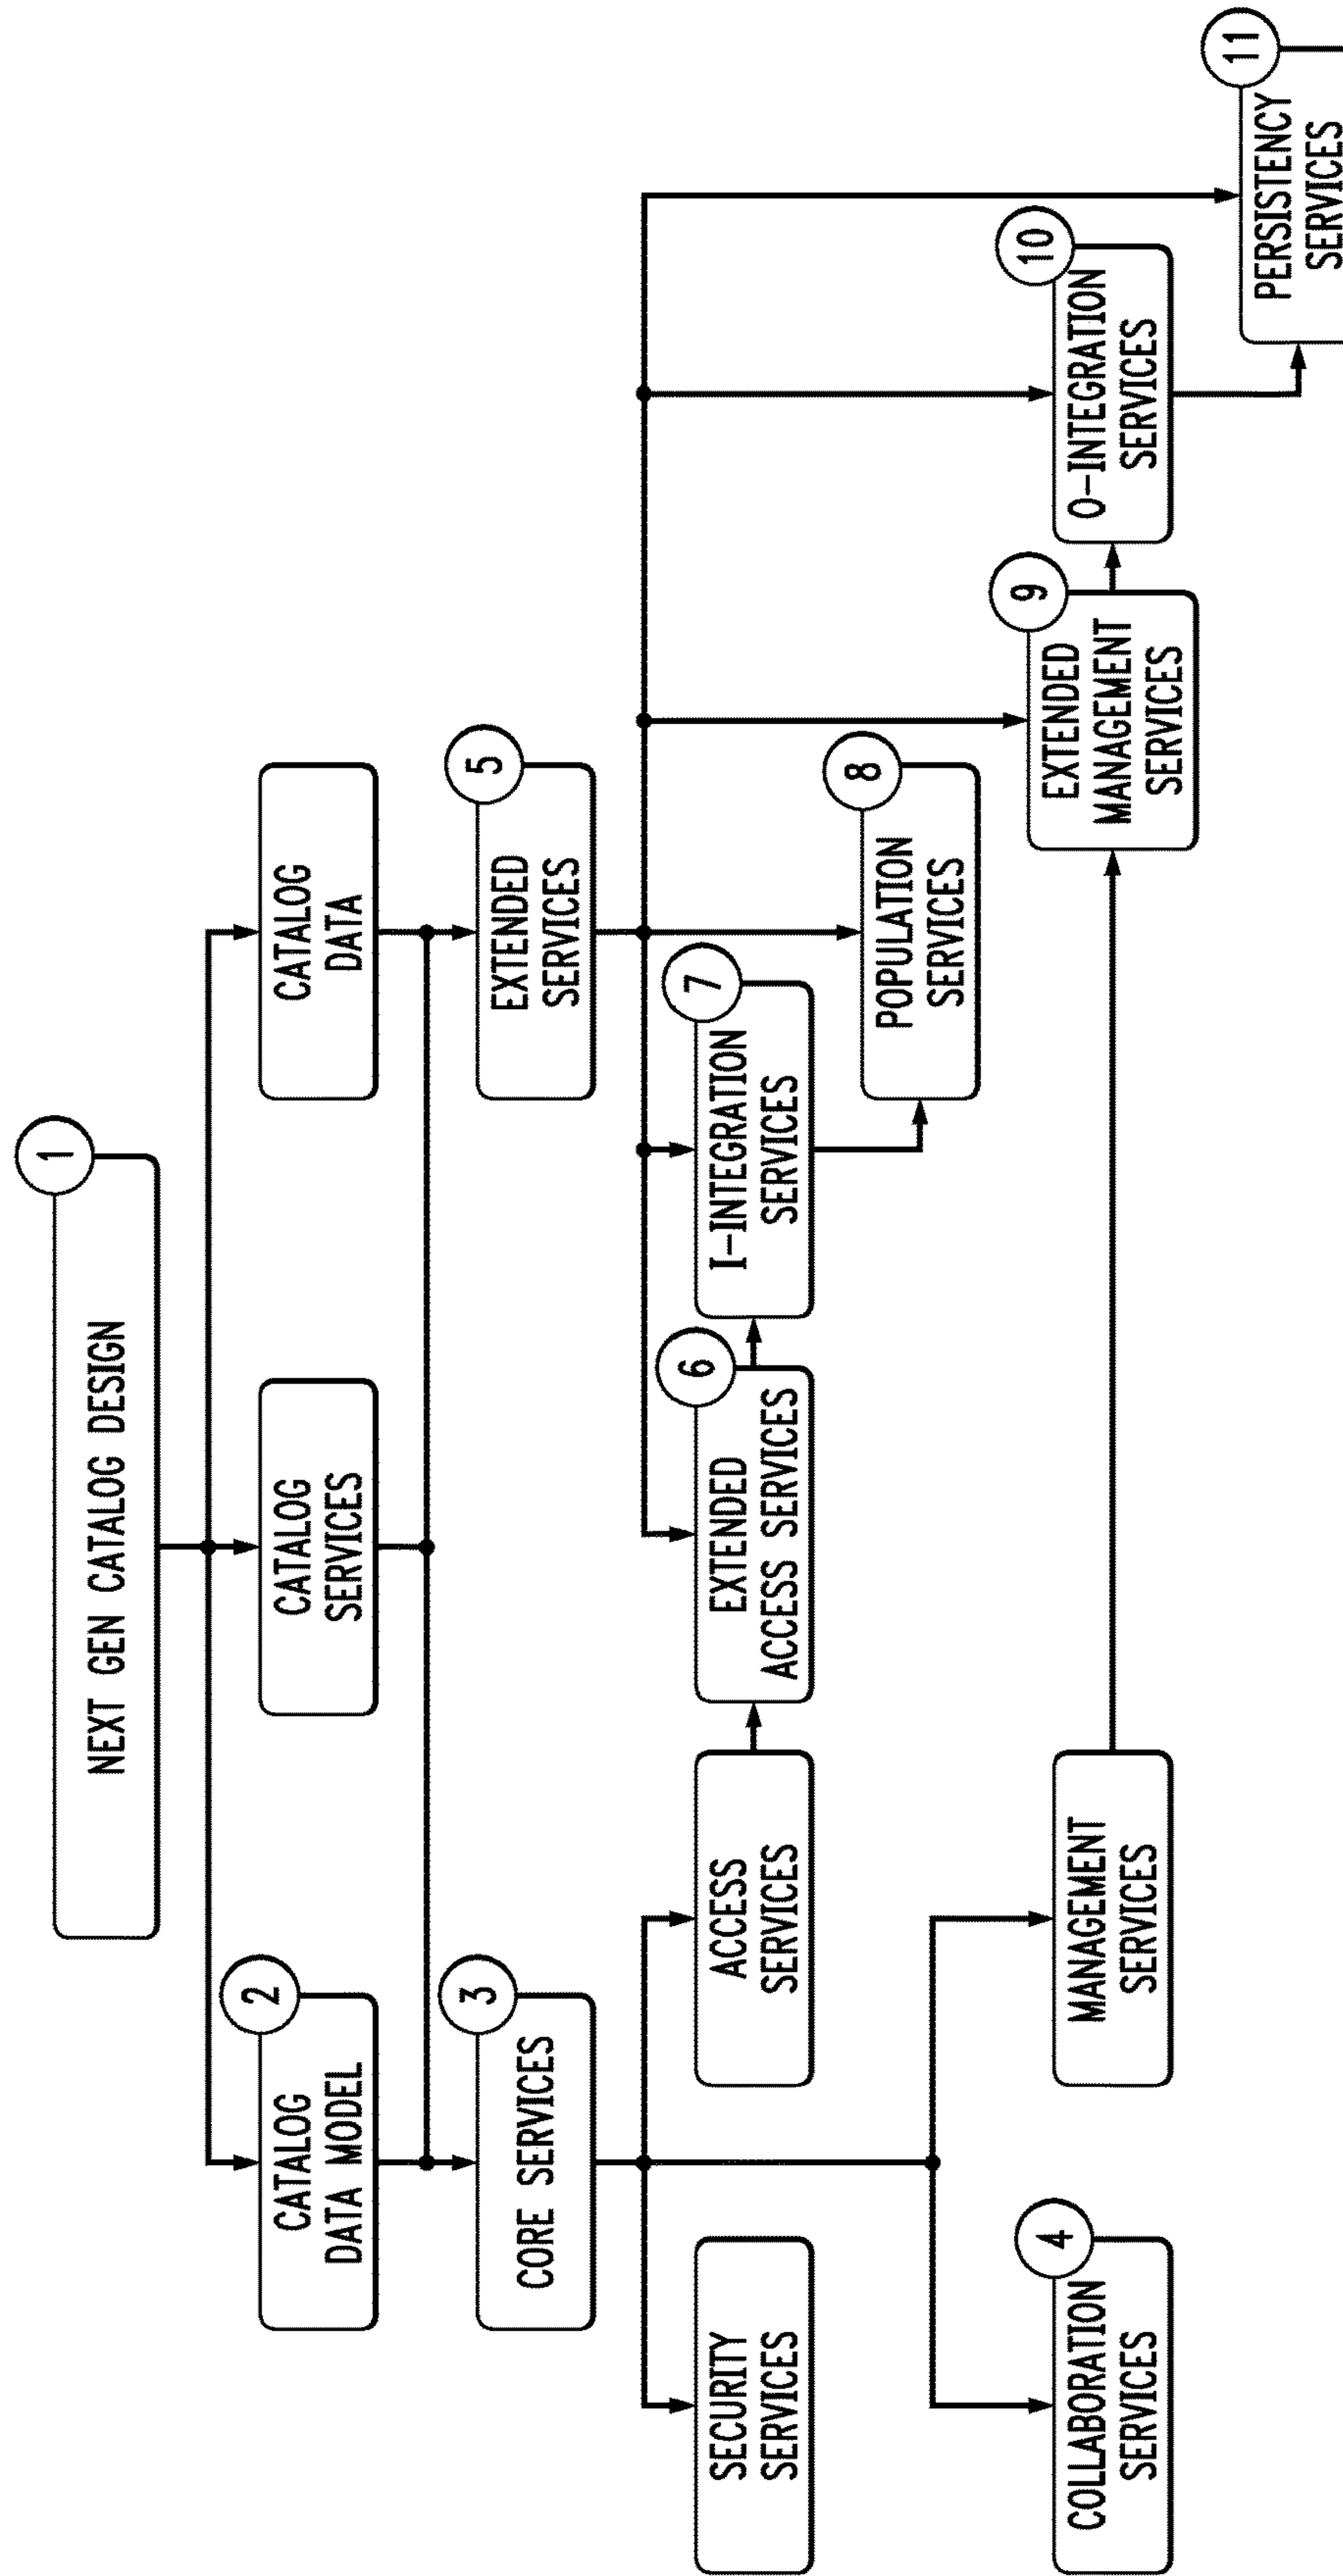 1
NEXT GEN CATALOG DESIGN
2
CATALOG
DATA MODEL
CATALOG
SERVICES
CATALOG
DATA
3
CORE SERVICES
5
EXTENDED
SERVICES
SECURITY
SERVICES
ACCESS
SERVICES
6
EXTENDED
ACCESS SERVICES
7
I-INTEGRATION
SERVICES
8
POPULATION
SERVICES
4
COLLABORATION
SERVICES
MANAGEMENT
SERVICES
9
EXTENDED
MANAGEMENT
SERVICES
10
O-INTEGRATION
SERVICES
11
PERSISTENCY
SERVICES